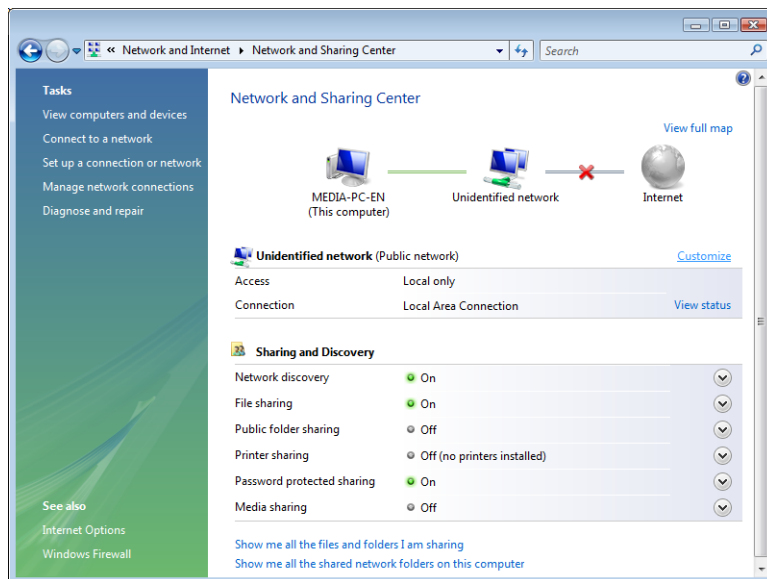 « Network and Internet ▸ Network and Sharing Center
Search
Tasks
View computers and devices
Connect to a network
Set up a connection or network
Manage network connections
Diagnose and repair
Network and Sharing Center
View full map
MEDIA-PC-EN
(This computer)
Unidentified network
Internet
Unidentified network (Public network)
Customize
Access Local only
Connection Local Area Connection View status
Sharing and Discovery
Network discovery On
File sharing On
Public folder sharing Off
Printer sharing Off (no printers installed)
Password protected sharing On
Media sharing Off
Show me all the files and folders I am sharing
Show me all the shared network folders on this computer
See also
Internet Options
Windows Firewall